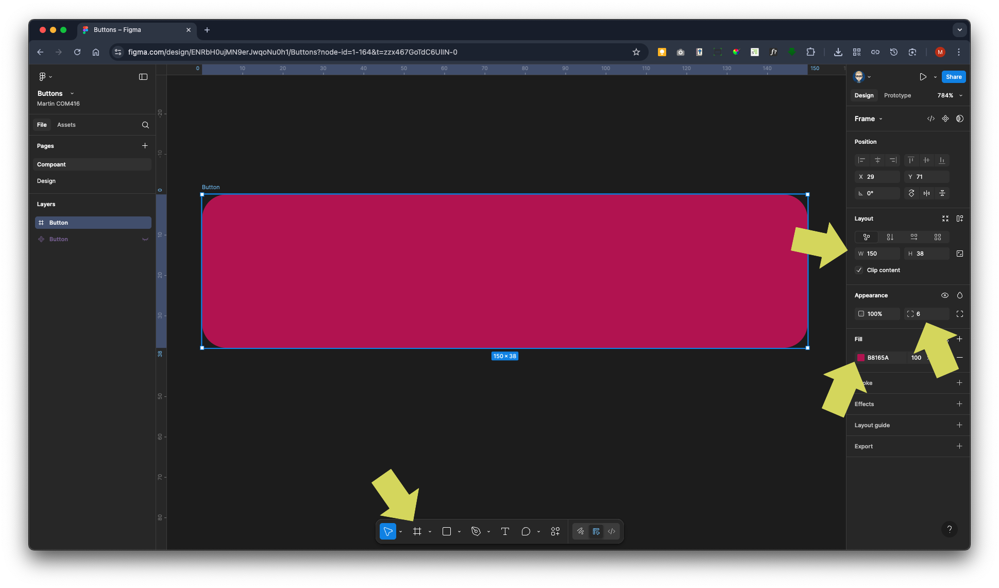 Buttons – Figma
figma.com/design/ENRbH0ujMN9erJwqoNu0h1/Buttons?node-id=1-164&t=zzx467GoTdC6UIlN-0
M
0 10 20 30 40 50 60 70 80 90 100 110 120 130 140 150
Share
Buttons
Martin COM416
Design Prototype 784%
File Assets
-20
Frame
Pages
Position
-10
Compoant
X 29 Y 71
Design
Button
0
0°
Layers
Layout
Button
10
Button
W 150 H 38
Clip content
20
Appearance
30
100% 6
Fill
38
150 × 38
B8165A 100
oke
50
Effects
Layout guide
60
Export
70
80
T
?